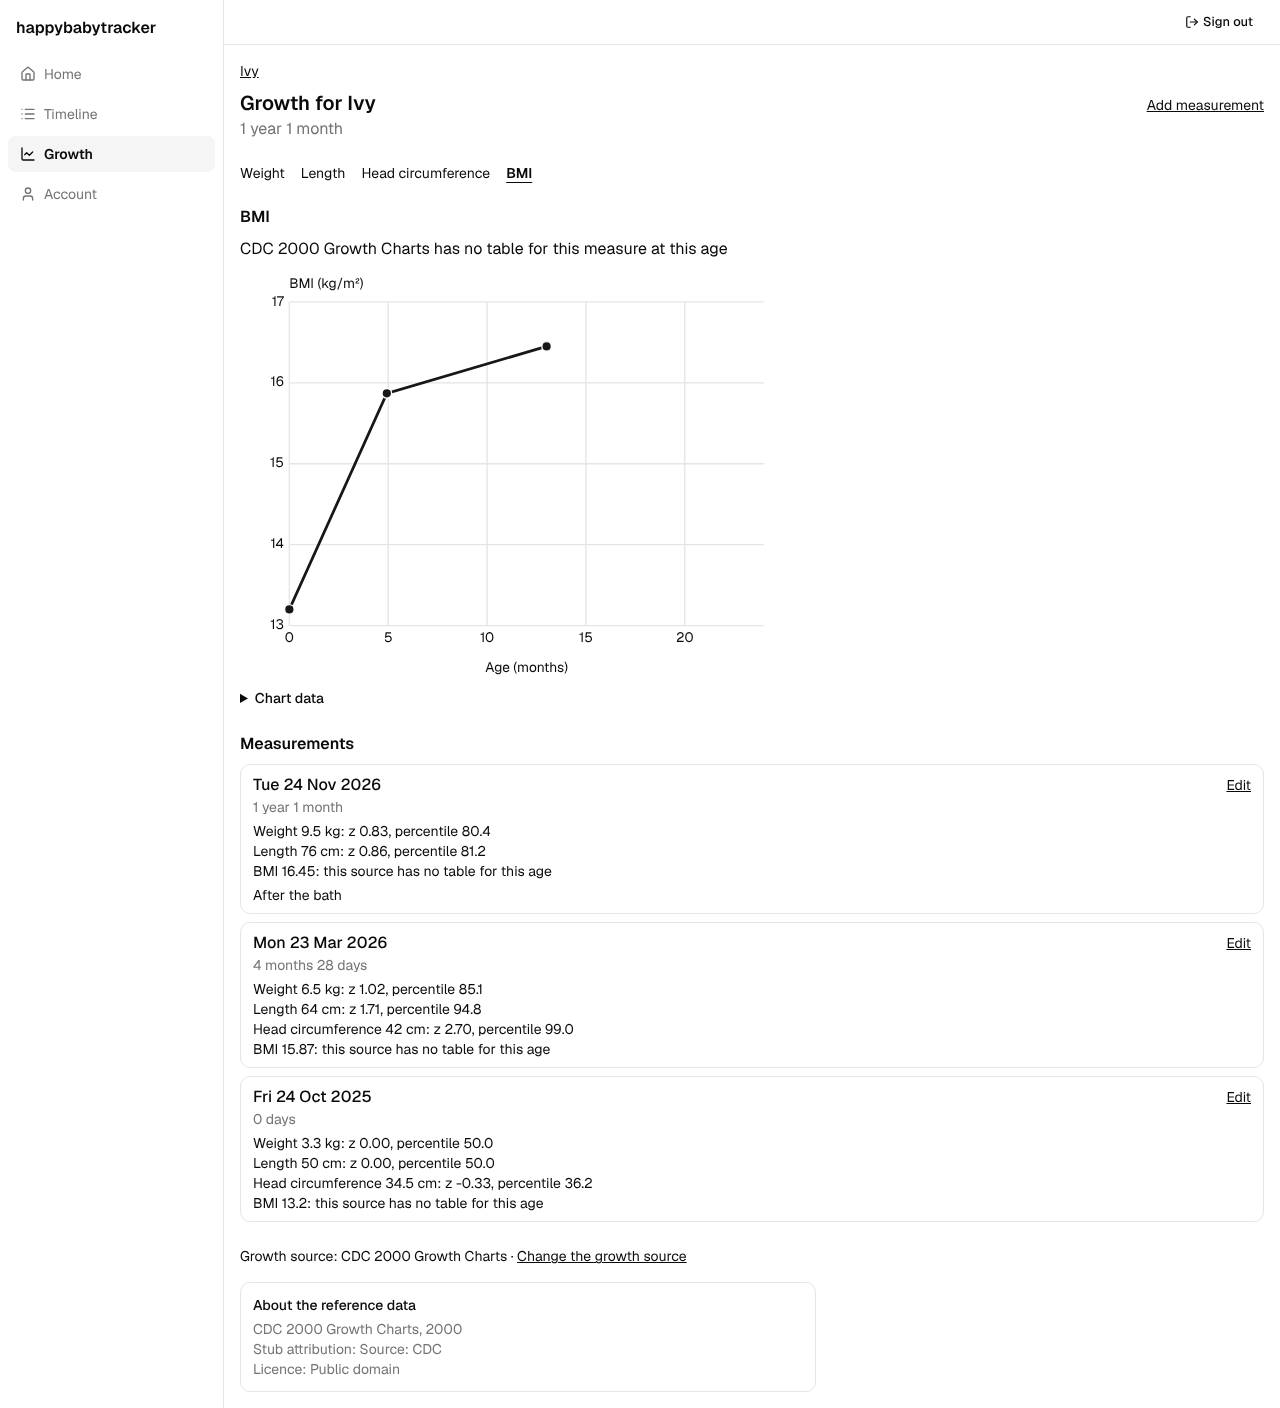 happybabytracker
Sign out
Home
Timeline
Growth
Account
Ivy
Growth for Ivy
Add measurement
1 year 1 month
Weight Length Head circumference BMI
BMI
CDC 2000 Growth Charts has no table for this measure at this age
BMI (kg/m²)
17
16
15
14
13
0 5 10 15 20
Age (months)
Chart data
Measurements
Tue 24 Nov 2026
Edit
1 year 1 month
Weight 9.5 kg: z 0.83, percentile 80.4
Length 76 cm: z 0.86, percentile 81.2
BMI 16.45: this source has no table for this age
After the bath
Mon 23 Mar 2026
Edit
4 months 28 days
Weight 6.5 kg: z 1.02, percentile 85.1
Length 64 cm: z 1.71, percentile 94.8
Head circumference 42 cm: z 2.70, percentile 99.0
BMI 15.87: this source has no table for this age
Fri 24 Oct 2025
Edit
0 days
Weight 3.3 kg: z 0.00, percentile 50.0
Length 50 cm: z 0.00, percentile 50.0
Head circumference 34.5 cm: z -0.33, percentile 36.2
BMI 13.2: this source has no table for this age
Growth source: CDC 2000 Growth Charts · Change the growth source
About the reference data
CDC 2000 Growth Charts, 2000
Stub attribution: Source: CDC
Licence: Public domain